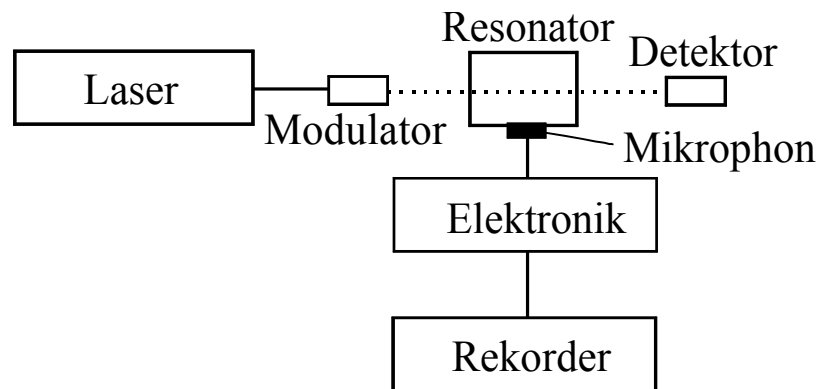 Resonator
Detektor
Laser
Modulator
Mikrophon
Elektronik
Rekorder